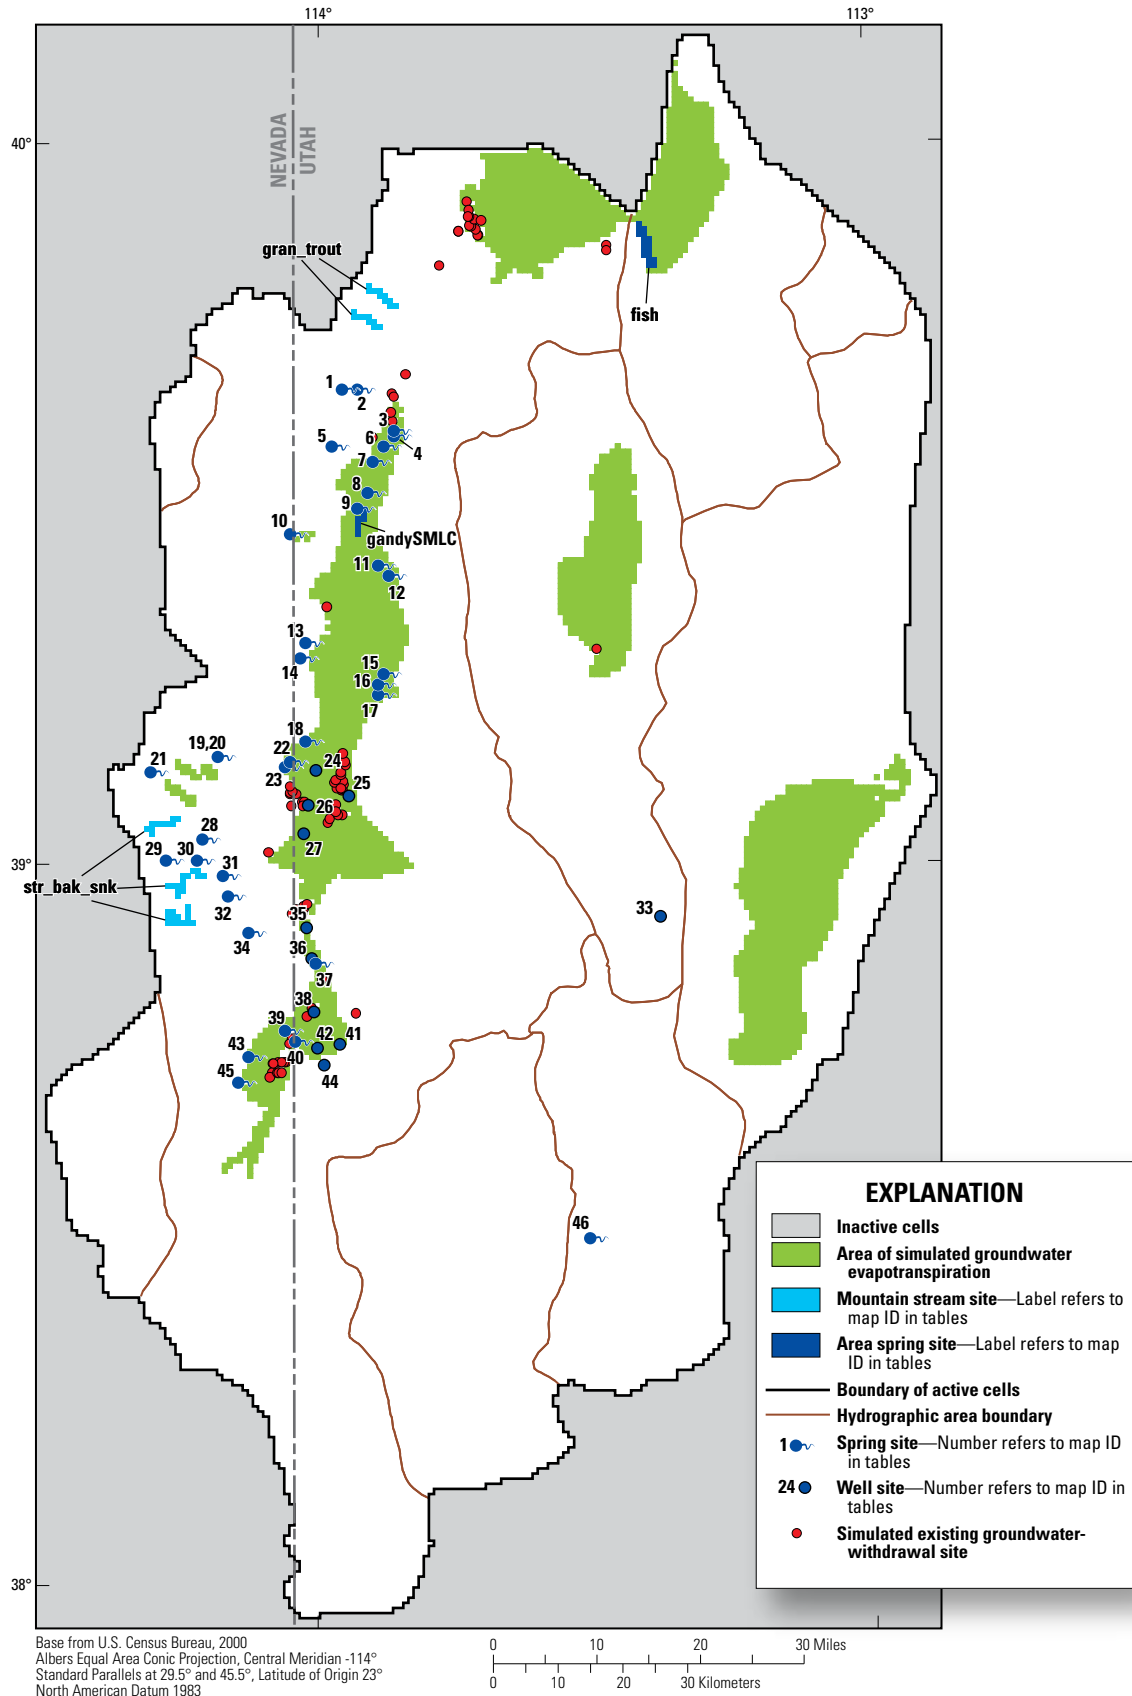 114°
113°
40°
NEVADA
UTAH
gran_trout
fish
1
2
3
4
5
6
7
8
9
10
gandySMLC
11
12
13
14
15
16
17
18
19,20
21
22
23
24
25
26
27
28
29
30
31
39°
str_bak_snk
32
33
34
35
36
37
38
39
40
41
42
43
44
45
46
38°
EXPLANATION
Inactive cells
Area of simulated groundwater
evapotranspiration
Mountain stream site—Label refers to
map ID in tables
Area spring site—Label refers to map
ID in tables
Boundary of active cells
Hydrographic area boundary
1 Spring site—Number refers to map ID
in tables
24 Well site—Number refers to map ID in
tables
Simulated existing groundwater-
withdrawal site
Base from U.S. Census Bureau, 2000
Albers Equal Area Conic Projection, Central Meridian -114°
Standard Parallels at 29.5° and 45.5°, Latitude of Origin 23°
North American Datum 1983
0 10 20 30 Miles
0 10 20 30 Kilometers